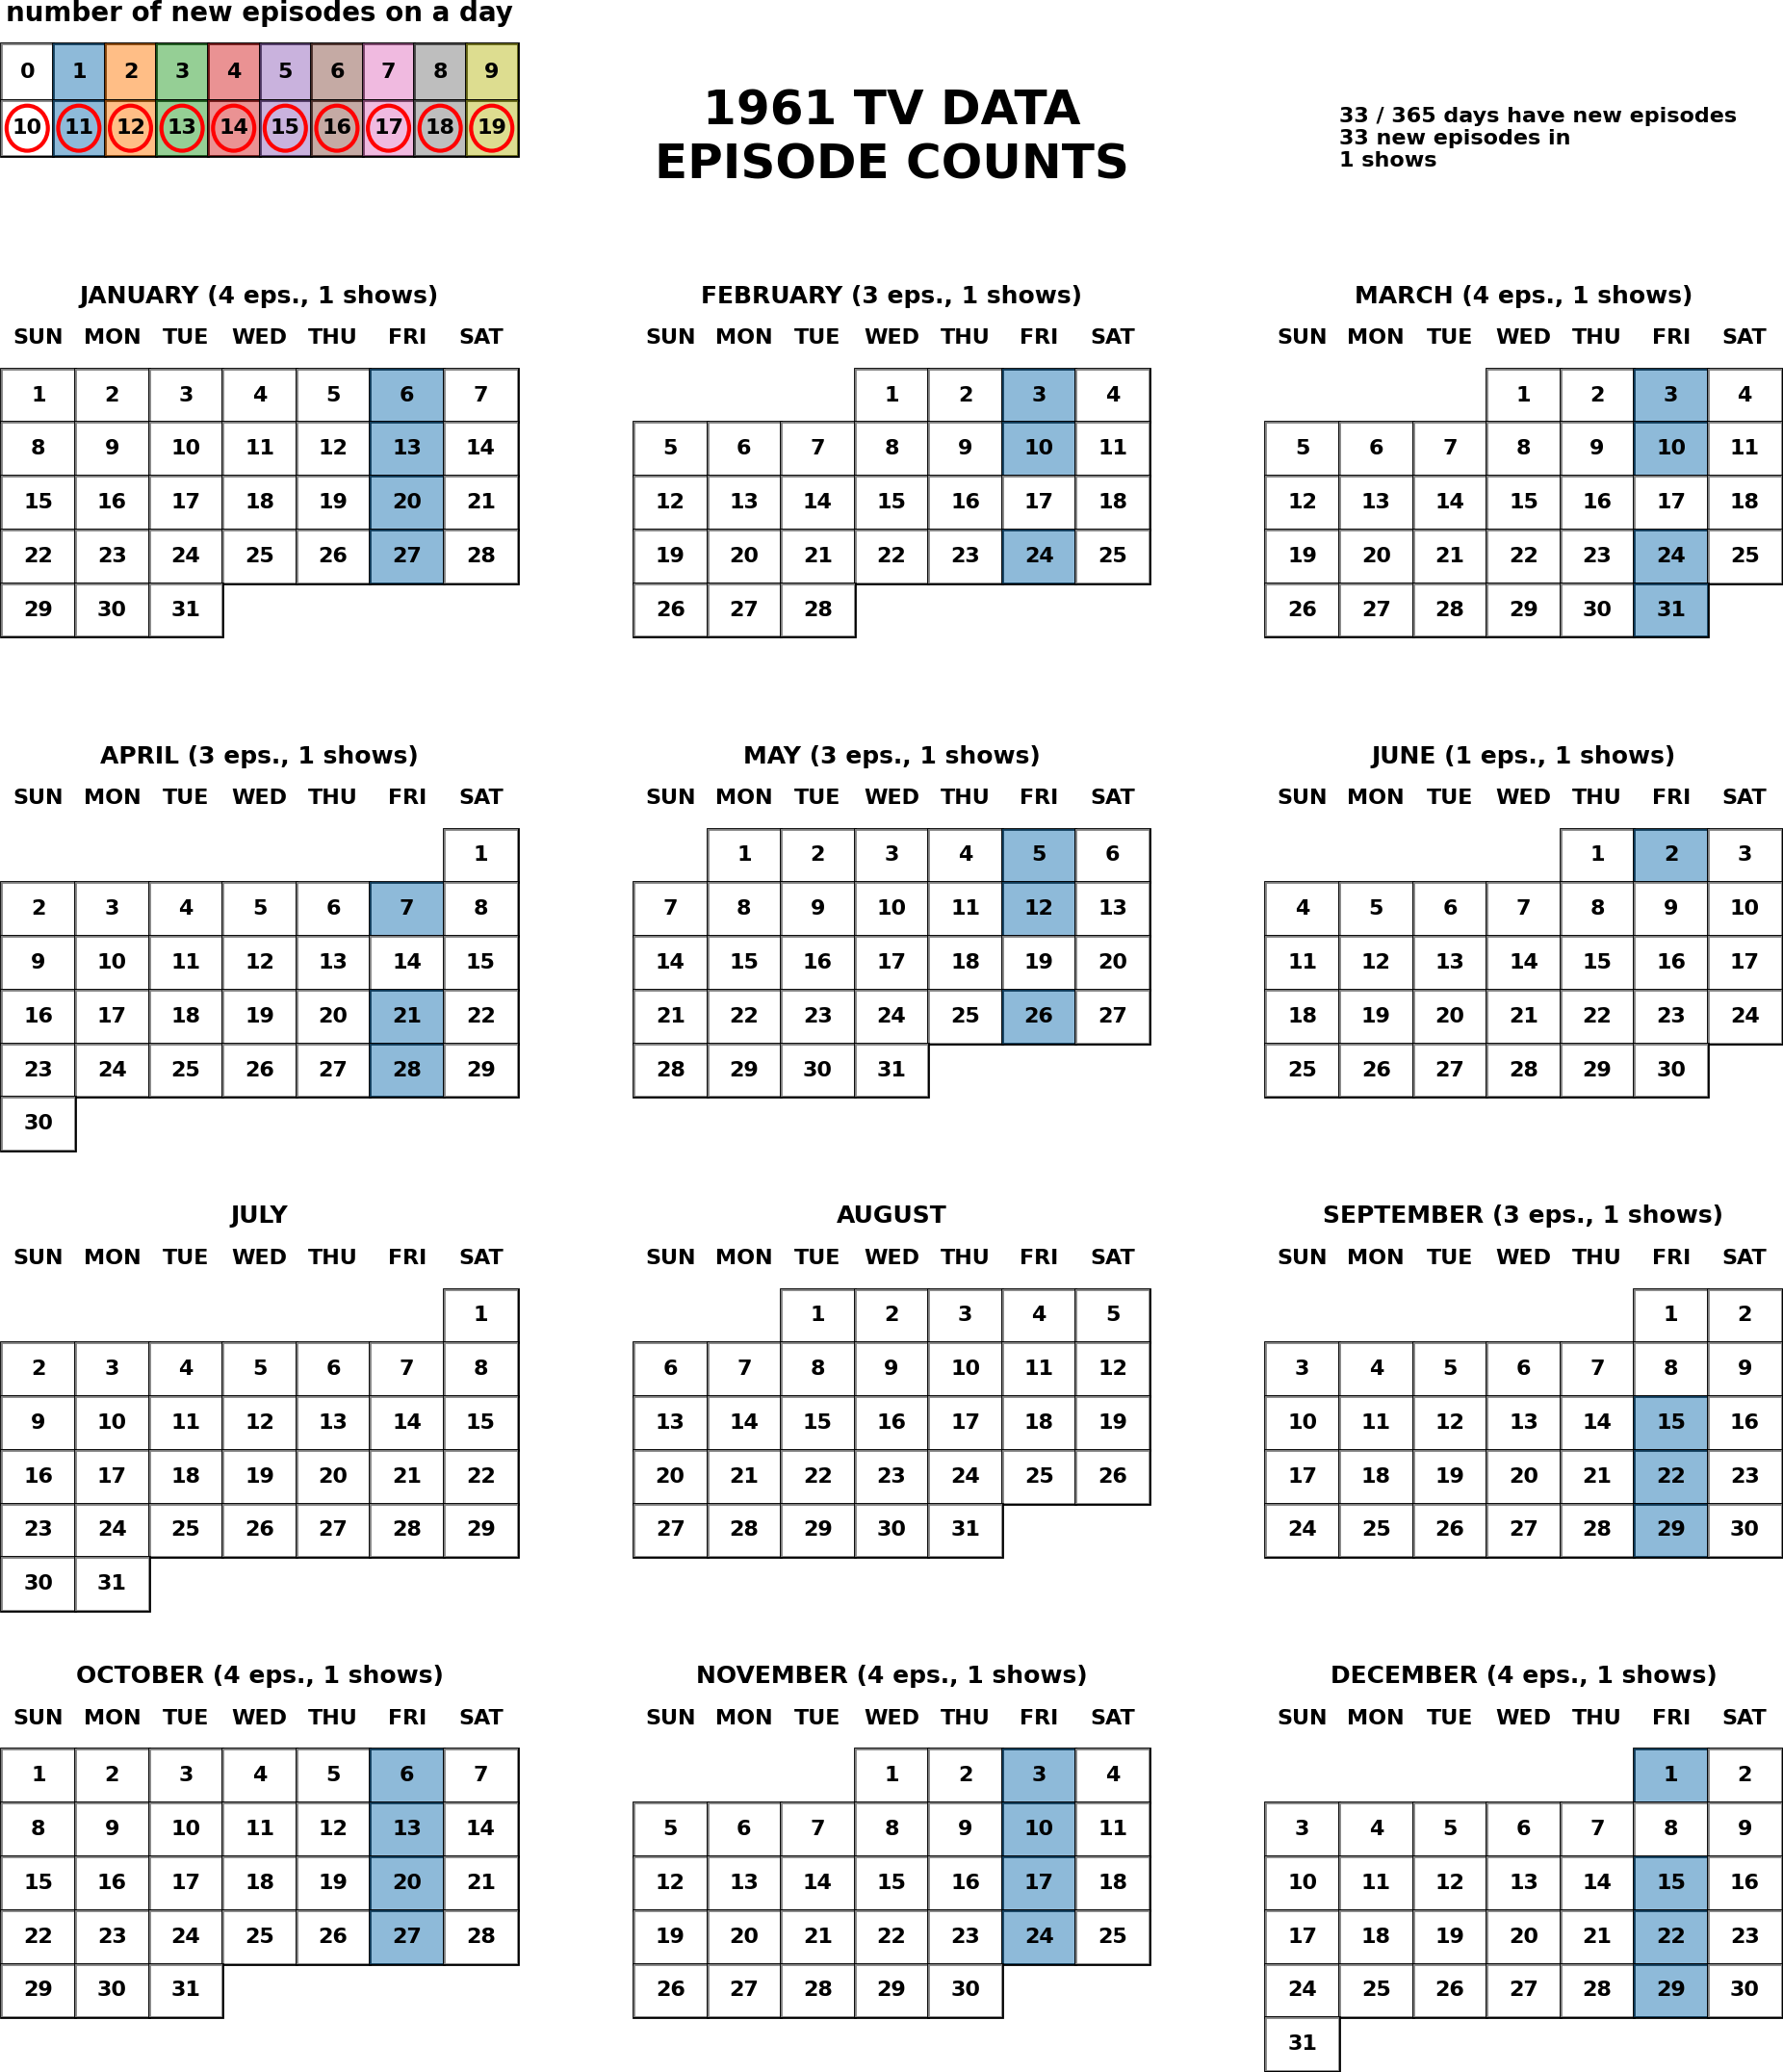 number of new episodes on a day
0 1 2 3 4 5 6 7 8 9
10 11 12 13 14 15 16 17 18 19
1961 TV DATA
EPISODE COUNTS
33 / 365 days have new episodes
33 new episodes in
1 shows
JANUARY (4 eps., 1 shows)
SUN MON TUE WED THU FRI SAT
1 2 3 4 5 6 7
8 9 10 11 12 13 14
15 16 17 18 19 20 21
22 23 24 25 26 27 28
29 30 31
FEBRUARY (3 eps., 1 shows)
SUN MON TUE WED THU FRI SAT
1 2 3 4
5 6 7 8 9 10 11
12 13 14 15 16 17 18
19 20 21 22 23 24 25
26 27 28
MARCH (4 eps., 1 shows)
SUN MON TUE WED THU FRI SAT
1 2 3 4
5 6 7 8 9 10 11
12 13 14 15 16 17 18
19 20 21 22 23 24 25
26 27 28 29 30 31
APRIL (3 eps., 1 shows)
SUN MON TUE WED THU FRI SAT
1
2 3 4 5 6 7 8
9 10 11 12 13 14 15
16 17 18 19 20 21 22
23 24 25 26 27 28 29
30
MAY (3 eps., 1 shows)
SUN MON TUE WED THU FRI SAT
1 2 3 4 5 6
7 8 9 10 11 12 13
14 15 16 17 18 19 20
21 22 23 24 25 26 27
28 29 30 31
JUNE (1 eps., 1 shows)
SUN MON TUE WED THU FRI SAT
1 2 3
4 5 6 7 8 9 10
11 12 13 14 15 16 17
18 19 20 21 22 23 24
25 26 27 28 29 30
JULY
SUN MON TUE WED THU FRI SAT
1
2 3 4 5 6 7 8
9 10 11 12 13 14 15
16 17 18 19 20 21 22
23 24 25 26 27 28 29
30 31
AUGUST
SUN MON TUE WED THU FRI SAT
1 2 3 4 5
6 7 8 9 10 11 12
13 14 15 16 17 18 19
20 21 22 23 24 25 26
27 28 29 30 31
SEPTEMBER (3 eps., 1 shows)
SUN MON TUE WED THU FRI SAT
1 2
3 4 5 6 7 8 9
10 11 12 13 14 15 16
17 18 19 20 21 22 23
24 25 26 27 28 29 30
OCTOBER (4 eps., 1 shows)
SUN MON TUE WED THU FRI SAT
1 2 3 4 5 6 7
8 9 10 11 12 13 14
15 16 17 18 19 20 21
22 23 24 25 26 27 28
29 30 31
NOVEMBER (4 eps., 1 shows)
SUN MON TUE WED THU FRI SAT
1 2 3 4
5 6 7 8 9 10 11
12 13 14 15 16 17 18
19 20 21 22 23 24 25
26 27 28 29 30
DECEMBER (4 eps., 1 shows)
SUN MON TUE WED THU FRI SAT
1 2
3 4 5 6 7 8 9
10 11 12 13 14 15 16
17 18 19 20 21 22 23
24 25 26 27 28 29 30
31